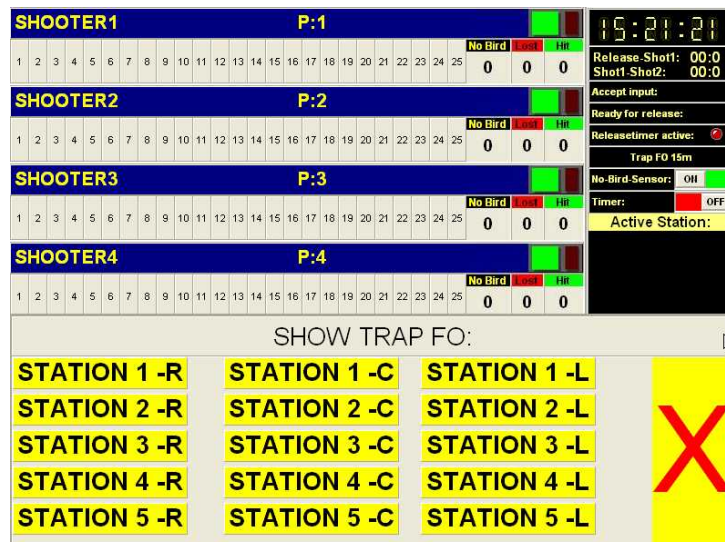 SHOOTER1 P:1
No Bird Lost Hit
1 2 3 4 5 6 7 8 9 10 11 12 13 14 15 16 17 18 19 20 21 22 23 24 25 0 0 0
SHOOTER2 P:2
No Bird Lost Hit
1 2 3 4 5 6 7 8 9 10 11 12 13 14 15 16 17 18 19 20 21 22 23 24 25 0 0 0
SHOOTER3 P:3
No Bird Lost Hit
1 2 3 4 5 6 7 8 9 10 11 12 13 14 15 16 17 18 19 20 21 22 23 24 25 0 0 0
SHOOTER4 P:4
No Bird Lost Hit
1 2 3 4 5 6 7 8 9 10 11 12 13 14 15 16 17 18 19 20 21 22 23 24 25 0 0 0
15:21:21
Release-Shot1: 00:0
Shot1-Shot2: 00:0
Accept input:
Ready for release:
Releasetimer active:
Trap FO 15m
No-Bird-Sensor: ON
Timer: OFF
Active Station:
SHOW TRAP FO:
STATION 1 -R STATION 1 -C STATION 1 -L
STATION 2 -R STATION 2 -C STATION 2 -L
STATION 3 -R STATION 3 -C STATION 3 -L
STATION 4 -R STATION 4 -C STATION 4 -L
STATION 5 -R STATION 5 -C STATION 5 -L
X